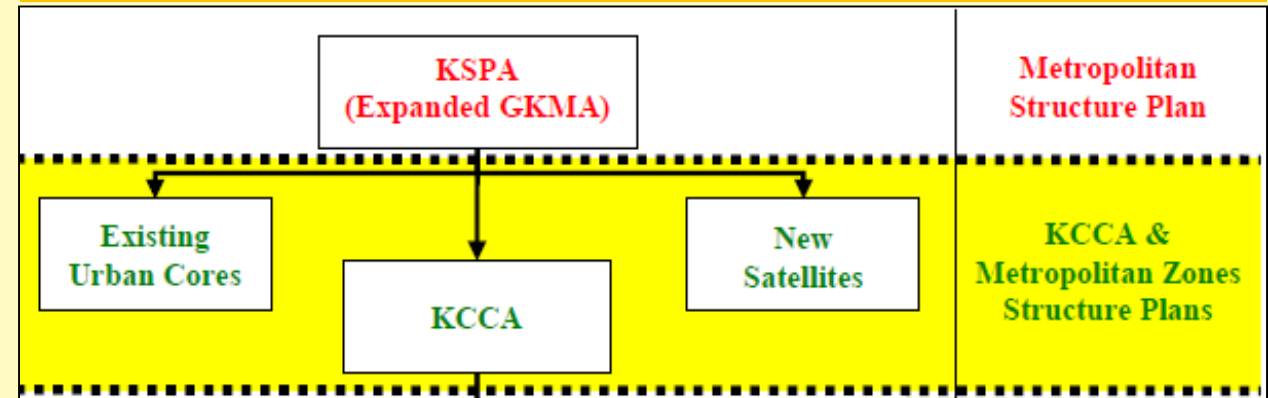 KSPA
(Expanded GKMA)
Metropolitan
Structure Plan
Existing
Urban Cores
KCCA
New
Satellites
KCCA &
Metropolitan Zones
Structure Plans